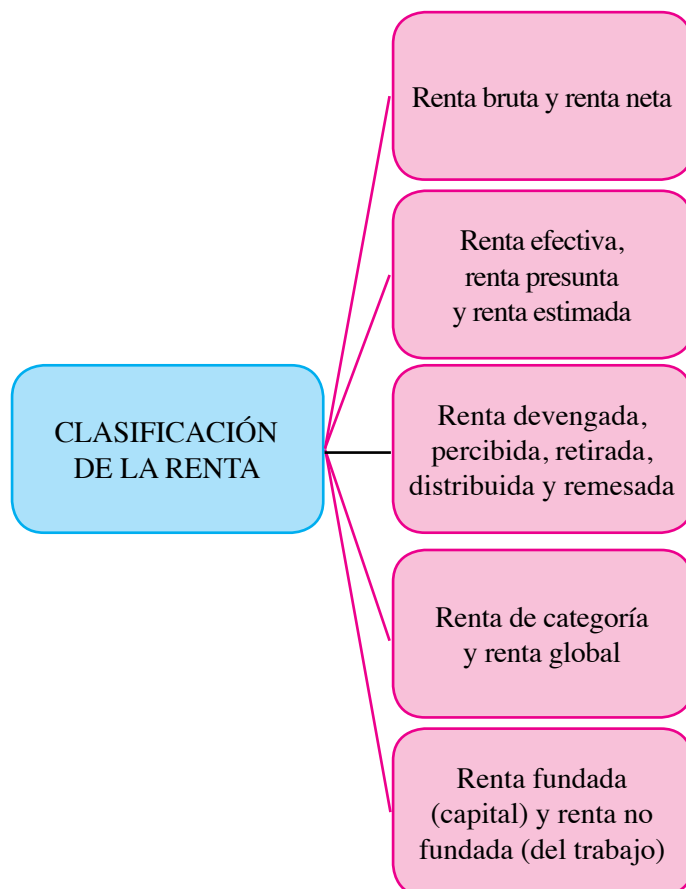 Renta bruta y renta neta
Renta efectiva,
renta presunta
y renta estimada
CLASIFICACIÓN
DE LA RENTA
Renta devengada,
percibida, retirada,
distribuida y remesada
Renta de categoría
y renta global
Renta fundada
(capital) y renta no
fundada (del trabajo)